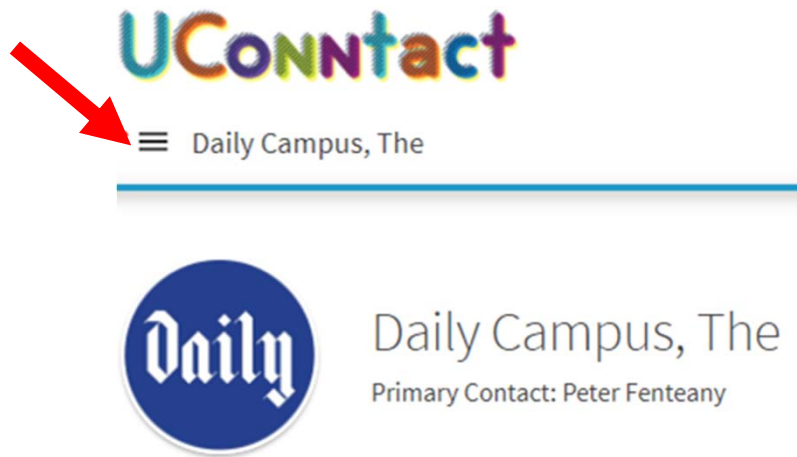 UConntact
Daily Campus, The
Daily
Daily Campus, The
Primary Contact: Peter Fenteany